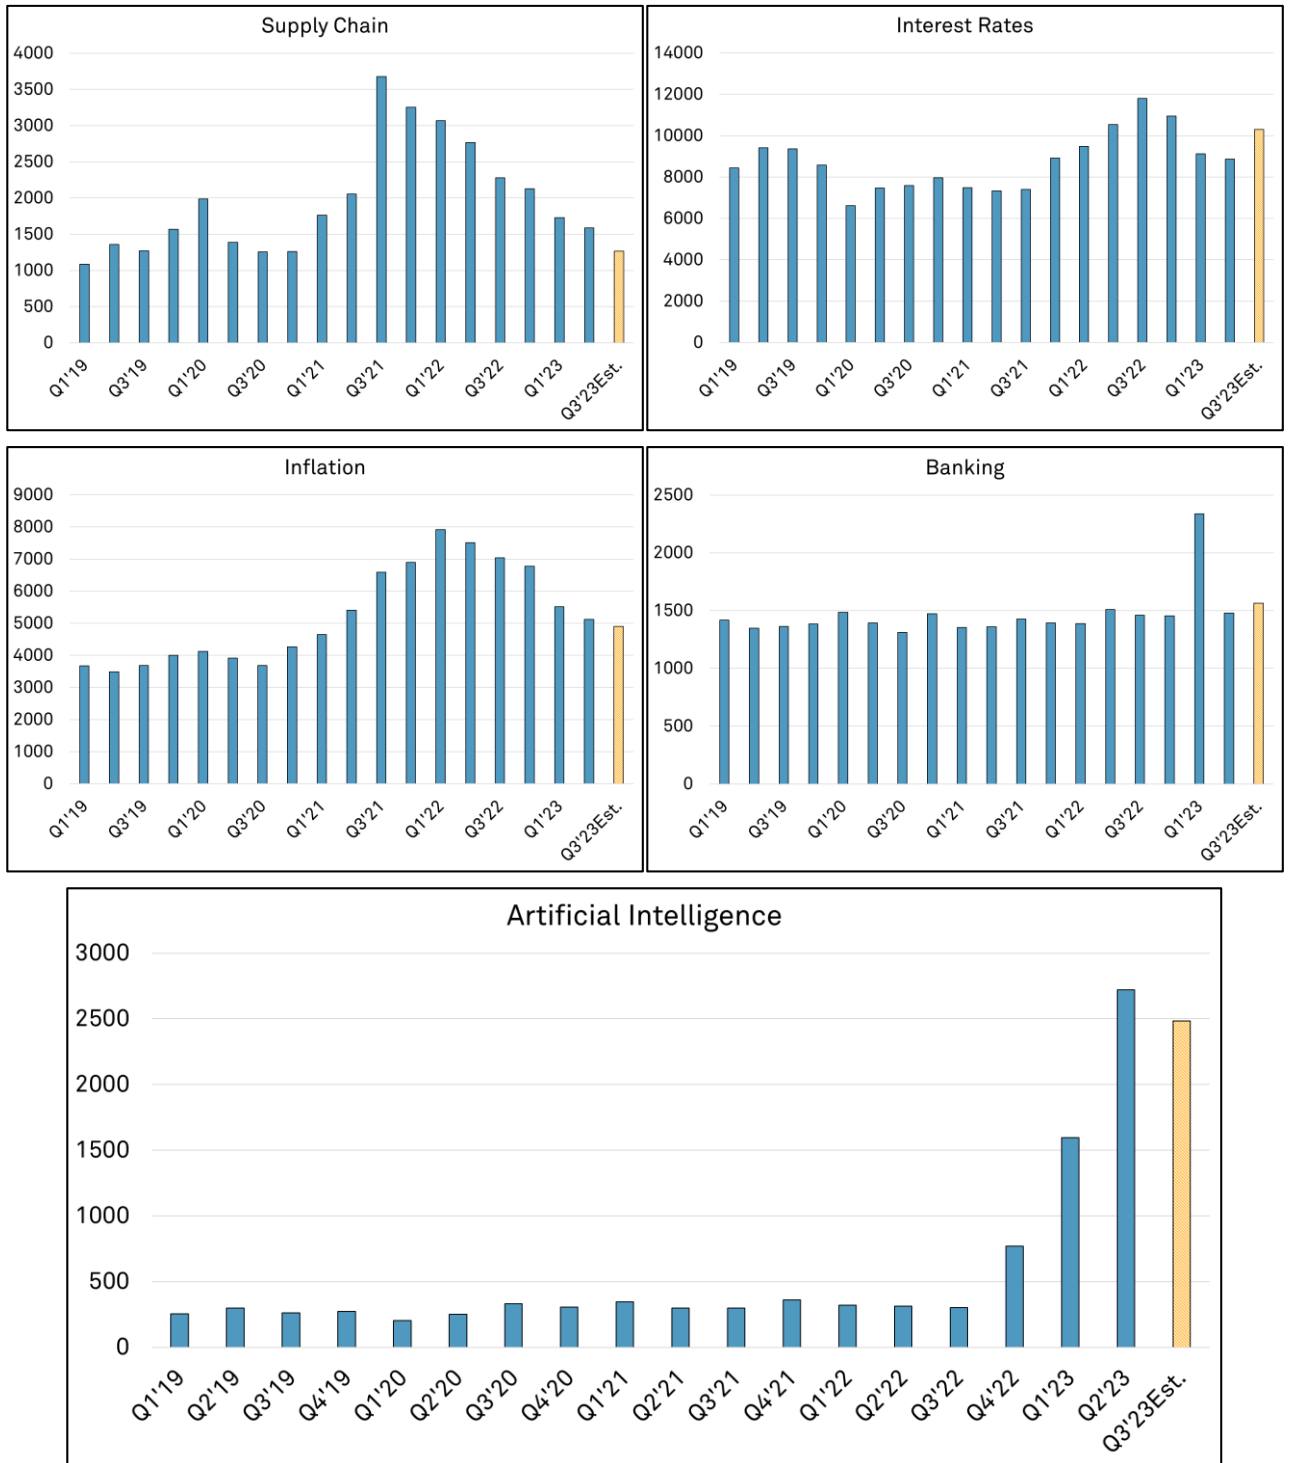 Supply Chain
4000
3500
3000
2500
2000
1500
1000
500
0
Q1'19
Q3'19
Q1'20
Q3'20
Q1'21
Q3'21
Q1'22
Q3'22
Q1'23
Q3'23Est.
Interest Rates
14000
12000
10000
8000
6000
4000
2000
0
Q1'19
Q3'19
Q1'20
Q3'20
Q1'21
Q3'21
Q1'22
Q3'22
Q1'23
Q3'23Est.
Inflation
9000
8000
7000
6000
5000
4000
3000
2000
1000
0
Q1'19
Q3'19
Q1'20
Q3'20
Q1'21
Q3'21
Q1'22
Q3'22
Q1'23
Q3'23Est.
Banking
2500
2000
1500
1000
500
0
Q1'19
Q3'19
Q1'20
Q3'20
Q1'21
Q3'21
Q1'22
Q3'22
Q1'23
Q3'23Est.
Artificial Intelligence
3000
2500
2000
1500
1000
500
0
Q1'19
Q2'19
Q3'19
Q4'19
Q1'20
Q2'20
Q3'20
Q4'20
Q1'21
Q2'21
Q3'21
Q4'21
Q1'22
Q2'22
Q3'22
Q4'22
Q1'23
Q2'23
Q3'23Est.